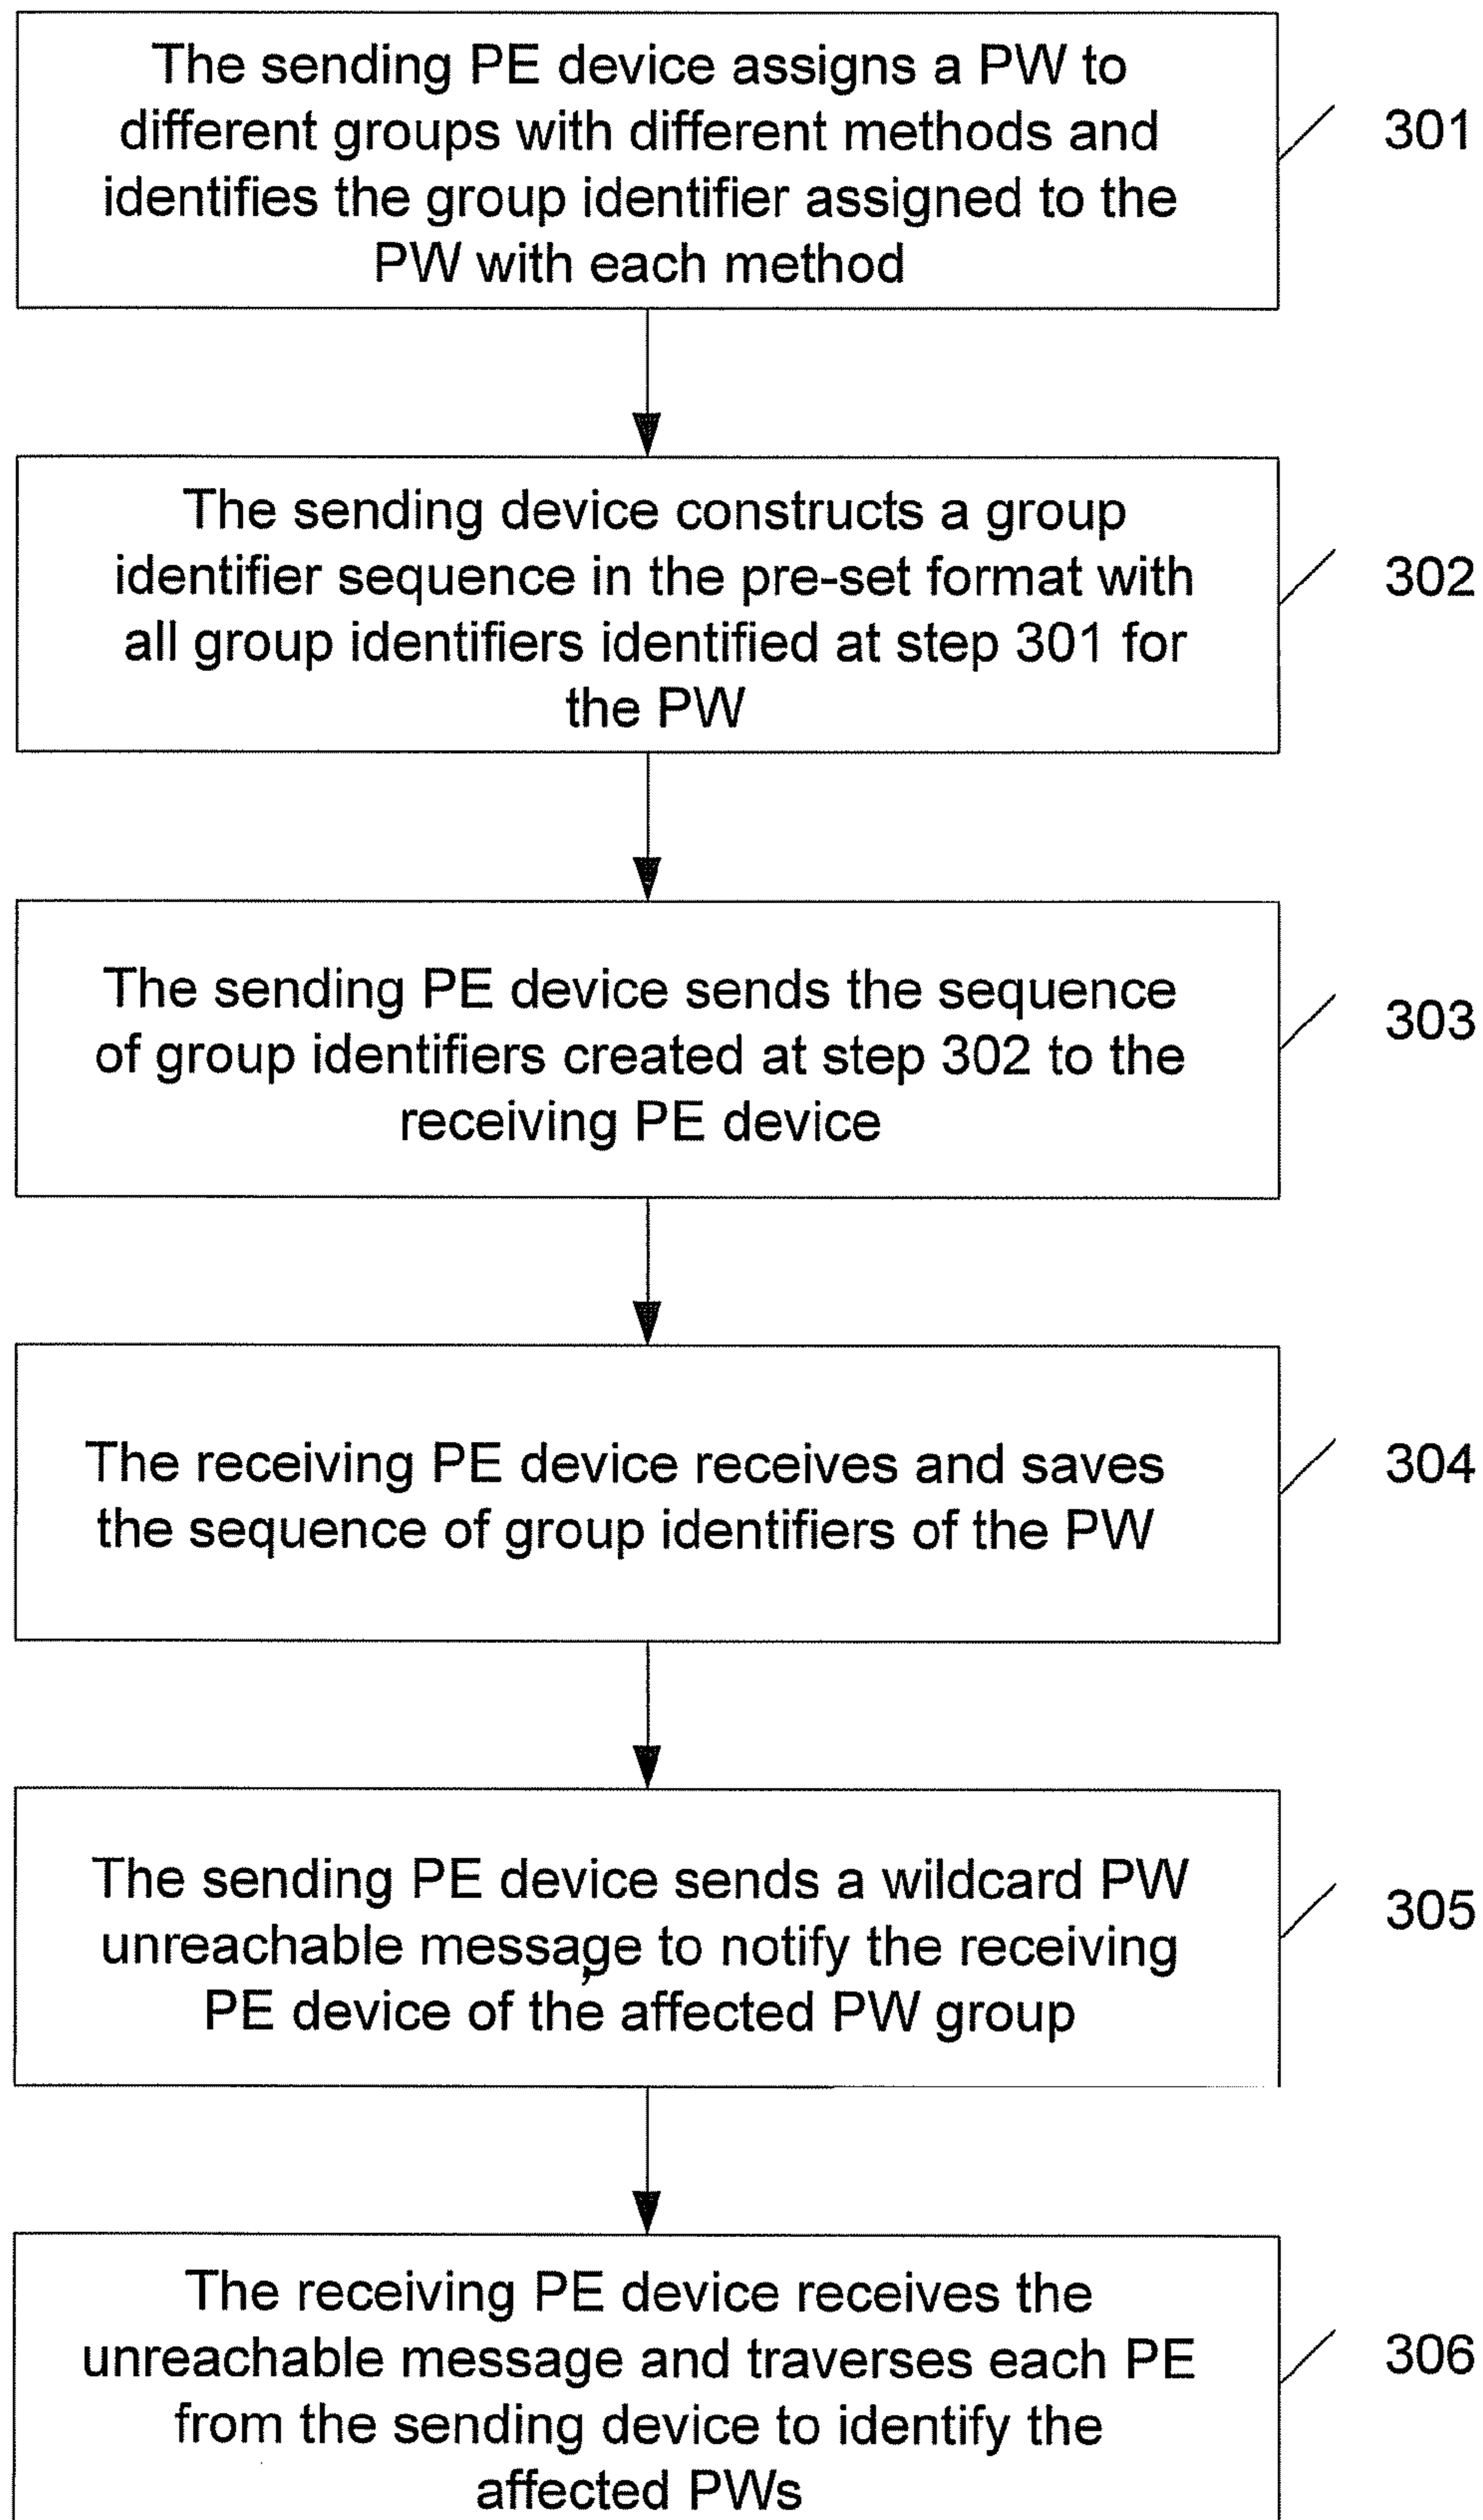 The sending PE device assigns a PW to
different groups with different methods and
identifies the group identifier assigned to the
PW with each method
301
The sending device constructs a group
identifier sequence in the pre-set format with
all group identifiers identified at step 301 for
the PW
302
The sending PE device sends the sequence
of group identifiers created at step 302 to the
receiving PE device
303
The receiving PE device receives and saves
the sequence of group identifiers of the PW
304
The sending PE device sends a wildcard PW
unreachable message to notify the receiving
PE device of the affected PW group
305
The receiving PE device receives the
unreachable message and traverses each PE
from the sending device to identify the
affected PWs
306